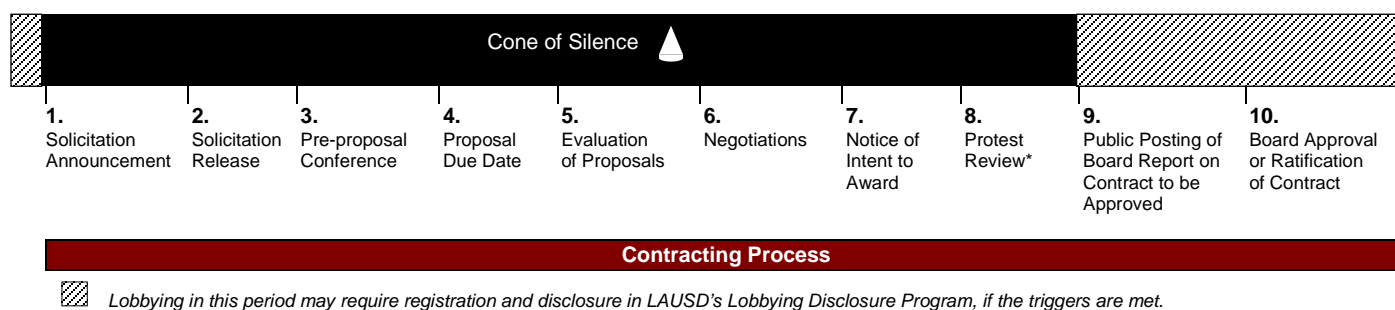 Cone of Silence
1.
Solicitation
Announcement
2.
Solicitation
Release
3.
Pre-proposal
Conference
4.
Proposal
Due Date
5.
Evaluation
of Proposals
6.
Negotiations
7.
Notice of
Intent to
Award
8.
Protest
Review*
9.
Public Posting of
Board Report on
Contract to be
Approved
10.
Board Approval
or Ratification
of Contract
Contracting Process
Lobbying in this period may require registration and disclosure in LAUSD's Lobbying Disclosure Program, if the triggers are met.